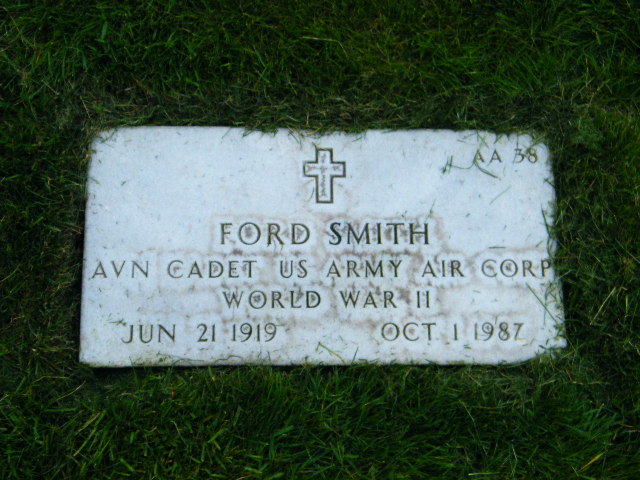 AA 38
FORD SMITH
AVN CADET US ARMY AIR CORP
WORLD WAR II
JUN 21 1919 OCT 1 1987